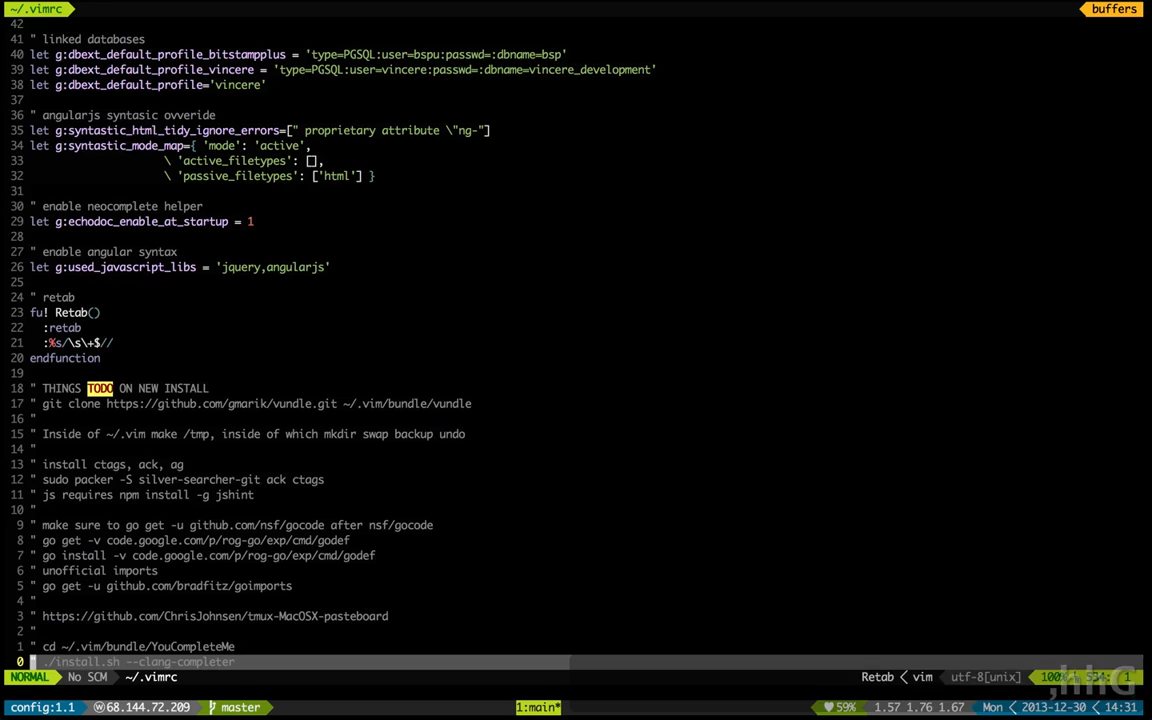 ~/.vimrc buffers
42
41 " linked databases
40 let g:dbext_default_profile_bitstampplus = 'type=PGSQL:user=bspu:passwd=:dbname=bsp'
39 let g:dbext_default_profile_vincere = 'type=PGSQL:user=vincere:passwd=:dbname=vincere_development'
38 let g:dbext_default_profile='vincere'
37
36 " angularjs syntasic ovveride
35 let g:syntastic_html_tidy_ignore_errors=[" proprietary attribute \"ng-"]
34 let g:syntastic_mode_map={ 'mode': 'active',
33 \ 'active_filetypes': [],
32 \ 'passive_filetypes': ['html'] }
31
30 " enable neocomplete helper
29 let g:echodoc_enable_at_startup = 1
28
27 " enable angular syntax
26 let g:used_javascript_libs = 'jquery,angularjs'
25
24 " retab
23 fu! Retab()
22 :retab
21 :%s/\s\+$//
20 endfunction
19
18 " THINGS TODO ON NEW INSTALL
17 " git clone https://github.com/gmarik/vundle.git ~/.vim/bundle/vundle
16 "
15 " Inside of ~/.vim make /tmp, inside of which mkdir swap backup undo
14 "
13 " install ctags, ack, ag
12 " sudo packer -S silver-searcher-git ack ctags
11 " js requires npm install -g jshint
10 "
9 " make sure to go get -u github.com/nsf/gocode after nsf/gocode
8 " go get -v code.google.com/p/rog-go/exp/cmd/godef
7 " go install -v code.google.com/p/rog-go/exp/cmd/godef
6 " unofficial imports
5 " go get -u github.com/bradfitz/goimports
4 "
3 " https://github.com/ChrisJohnsen/tmux-MacOSX-pasteboard
2 "
1 " cd ~/.vim/bundle/YouCompleteMe
0 ./install.sh --clang-completer
NORMAL No SCM ~/.vimrc Retab < vim utf-8[unix] 100% 534: 1
,hhG
config:1.1 68.144.72.209 master 1:main* ♥ 59% 1.57 1.76 1.67 Mon < 2013-12-30 < 14:31